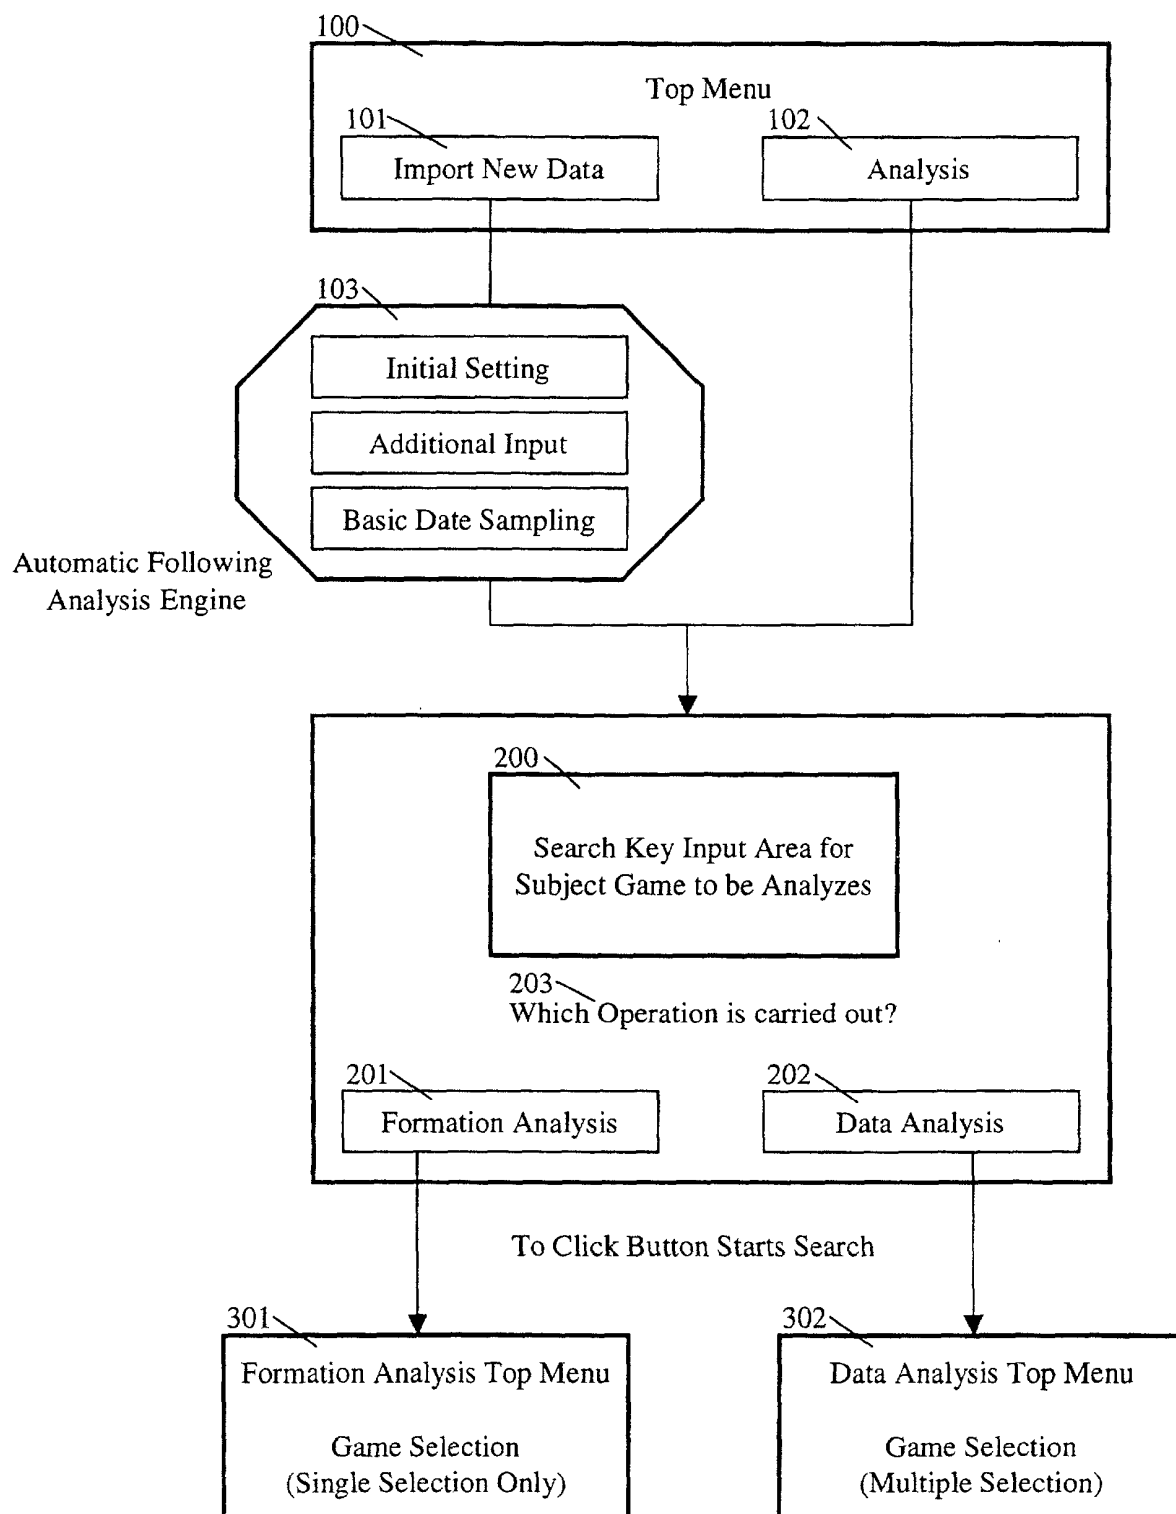 100
Top Menu
101
102
Import New Data
Analysis
103
Initial Setting
Additional Input
Basic Date Sampling
Automatic Following
Analysis Engine
200
Search Key Input Area for
Subject Game to be Analyzes
203
Which Operation is carried out?
201
202
Formation Analysis
Data Analysis
To Click Button Starts Search
301
302
Formation Analysis Top Menu
Game Selection
(Single Selection Only)
Data Analysis Top Menu
Game Selection
(Multiple Selection)